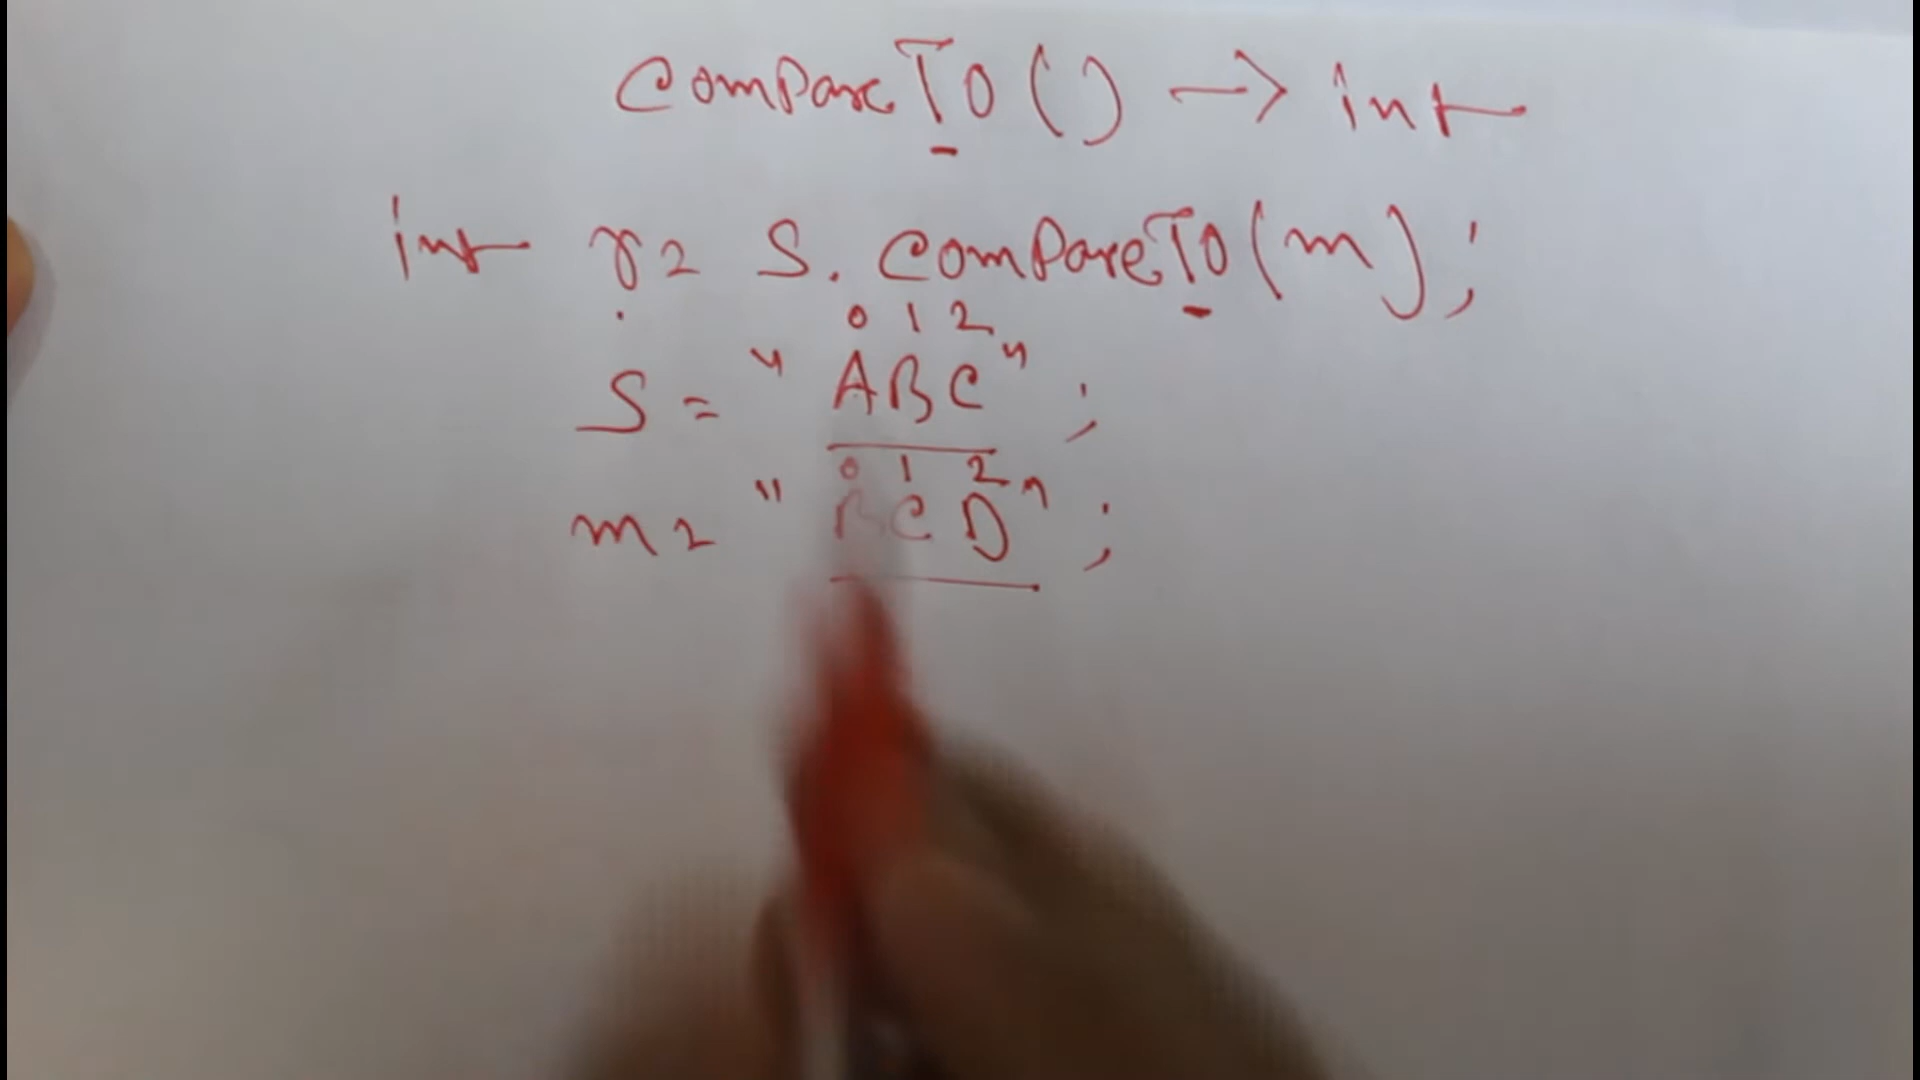 compareTo() → int
int r = s.compareTo(m);
0 1 2
s = "ABC";
0 1 2
m = "BCD";